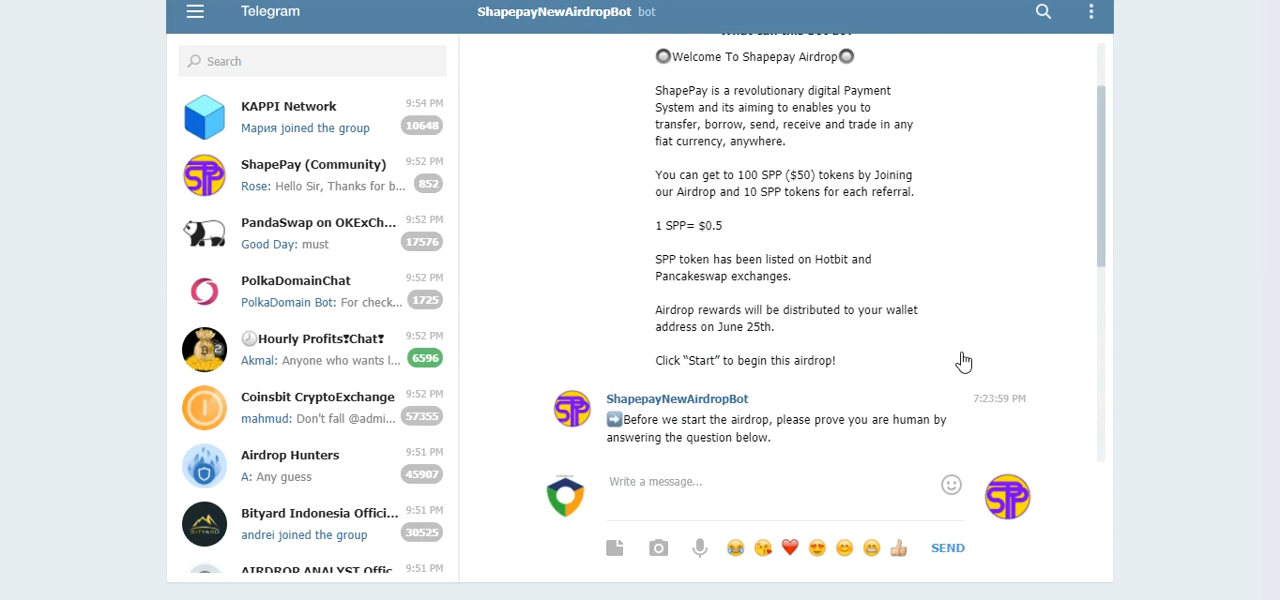 Telegram
ShapepayNewAirdropBot bot
Search
KAPPI Network 9:54 PM
Мария joined the group 10648
ShapePay (Community) 9:52 PM
Rose: Hello Sir, Thanks for b... 852
PandaSwap on OKExCh... 9:52 PM
Good Day: must 17576
PolkaDomainChat 9:52 PM
PolkaDomain Bot: For check... 1725
🕗Hourly Profits❣Chat❣ 9:52 PM
Akmal: Anyone who wants l... 6596
Coinsbit CryptoExchange 9:52 PM
mahmud: Don't fall @admi... 57355
Airdrop Hunters 9:51 PM
A: Any guess 45907
Bityard Indonesia Offici... 9:51 PM
andrei joined the group 30525
AIRDROP ANALYST Offic 9:51 PM
What can this bot do?
🔘Welcome To Shapepay Airdrop🔘
ShapePay is a revolutionary digital Payment
System and its aiming to enables you to
transfer, borrow, send, receive and trade in any
fiat currency, anywhere.
You can get to 100 SPP ($50) tokens by Joining
our Airdrop and 10 SPP tokens for each referral.
1 SPP= $0.5
SPP token has been listed on Hotbit and
Pancakeswap exchanges.
Airdrop rewards will be distributed to your wallet
address on June 25th.
Click “Start” to begin this airdrop!
ShapepayNewAirdropBot 7:23:59 PM
➡Before we start the airdrop, please prove you are human by
answering the question below.
Write a message...
SEND